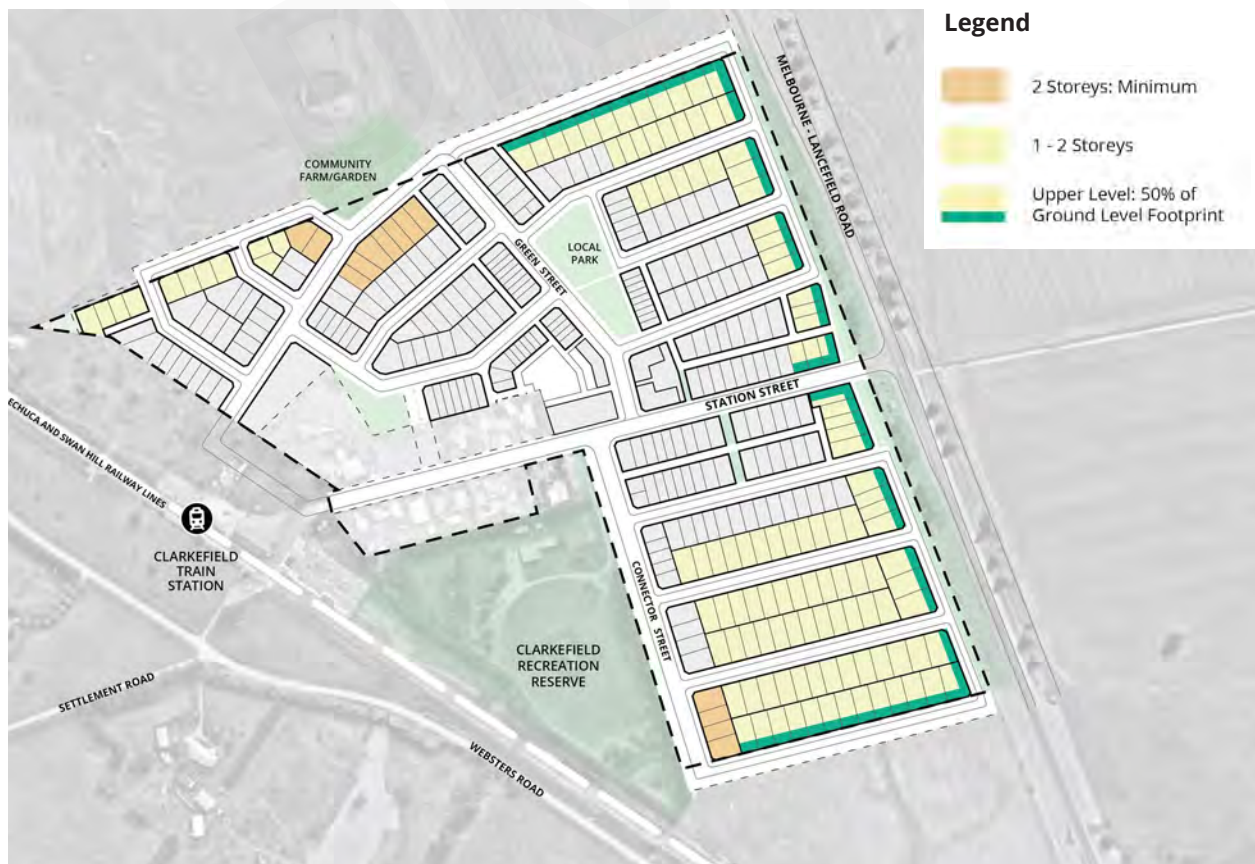 Legend
2 Storeys: Minimum
1 - 2 Storeys
Upper Level: 50% of
Ground Level Footprint
MELBOURNE - LANCEFIELD ROAD
COMMUNITY
FARM/GARDEN
GREEN STREET
LOCAL
PARK
STATION STREET
ECHUCA AND SWAN HILL RAILWAY LINES
CLARKEFIELD
TRAIN
STATION
CONNECTOR STREET
CLARKEFIELD
RECREATION
RESERVE
SETTLEMENT ROAD
WEBSTERS ROAD